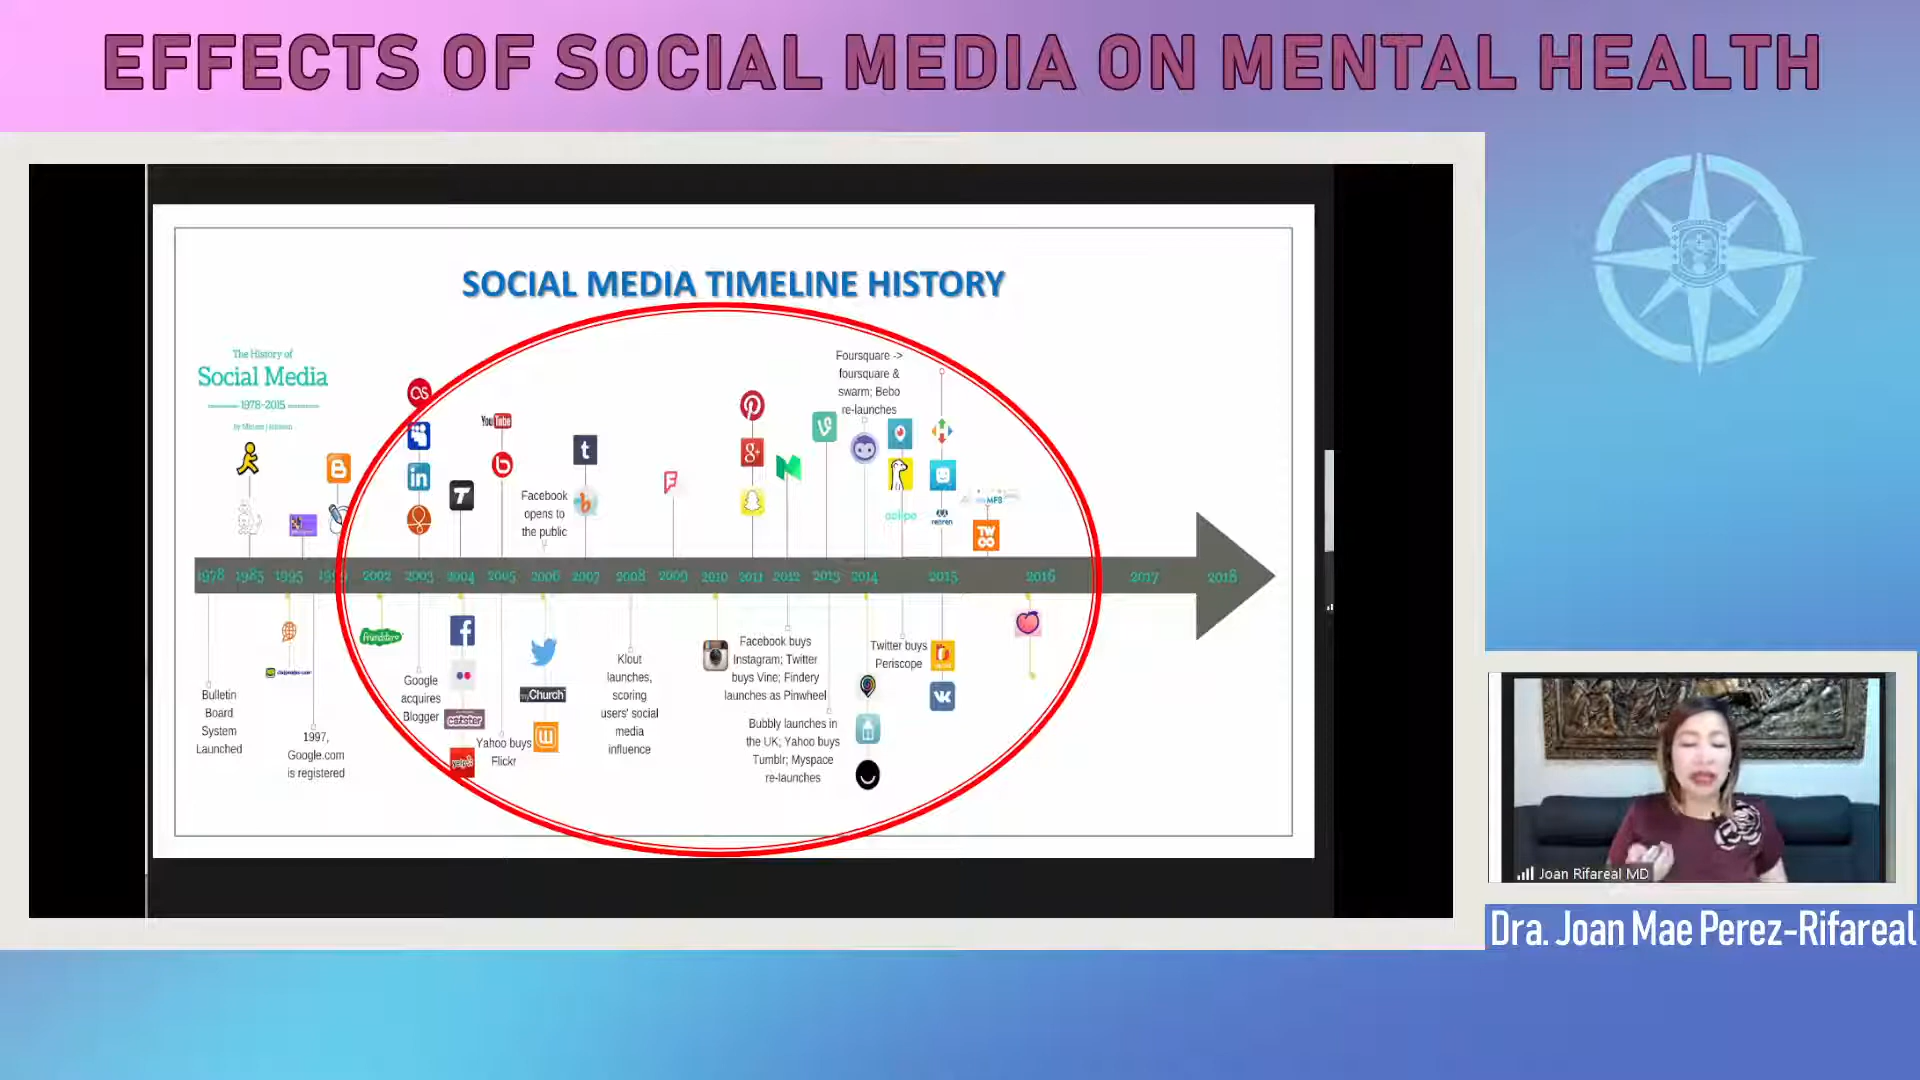 EFFECTS OF SOCIAL MEDIA ON MENTAL HEALTH
SOCIAL MEDIA TIMELINE HISTORY
The History of
Social Media
1978-2015
Foursquare ->
foursquare &
swarm; Bebo
re-launches
You Tube
Facebook
opens to
the public
1978 1985 1995 2002 2003 2004 2005 2006 2007 2008 2009 2010 2011 2012 2013 2014 2015 2016 2017 2018
Bulletin
Board
System
Launched
1997,
Google.com
is registered
friendster
Google
acquires
Blogger
catster
yelp
Yahoo buys
Flickr
myChurch
Klout
launches,
scoring
users' social
media
influence
Facebook buys
Instagram; Twitter
buys Vine; Findery
launches as Pinwheel
Bubbly launches in
the UK; Yahoo buys
Tumblr; Myspace
re-launches
Twitter buys
Periscope
Joan Rifareal MD
Dra. Joan Mae Perez-Rifareal